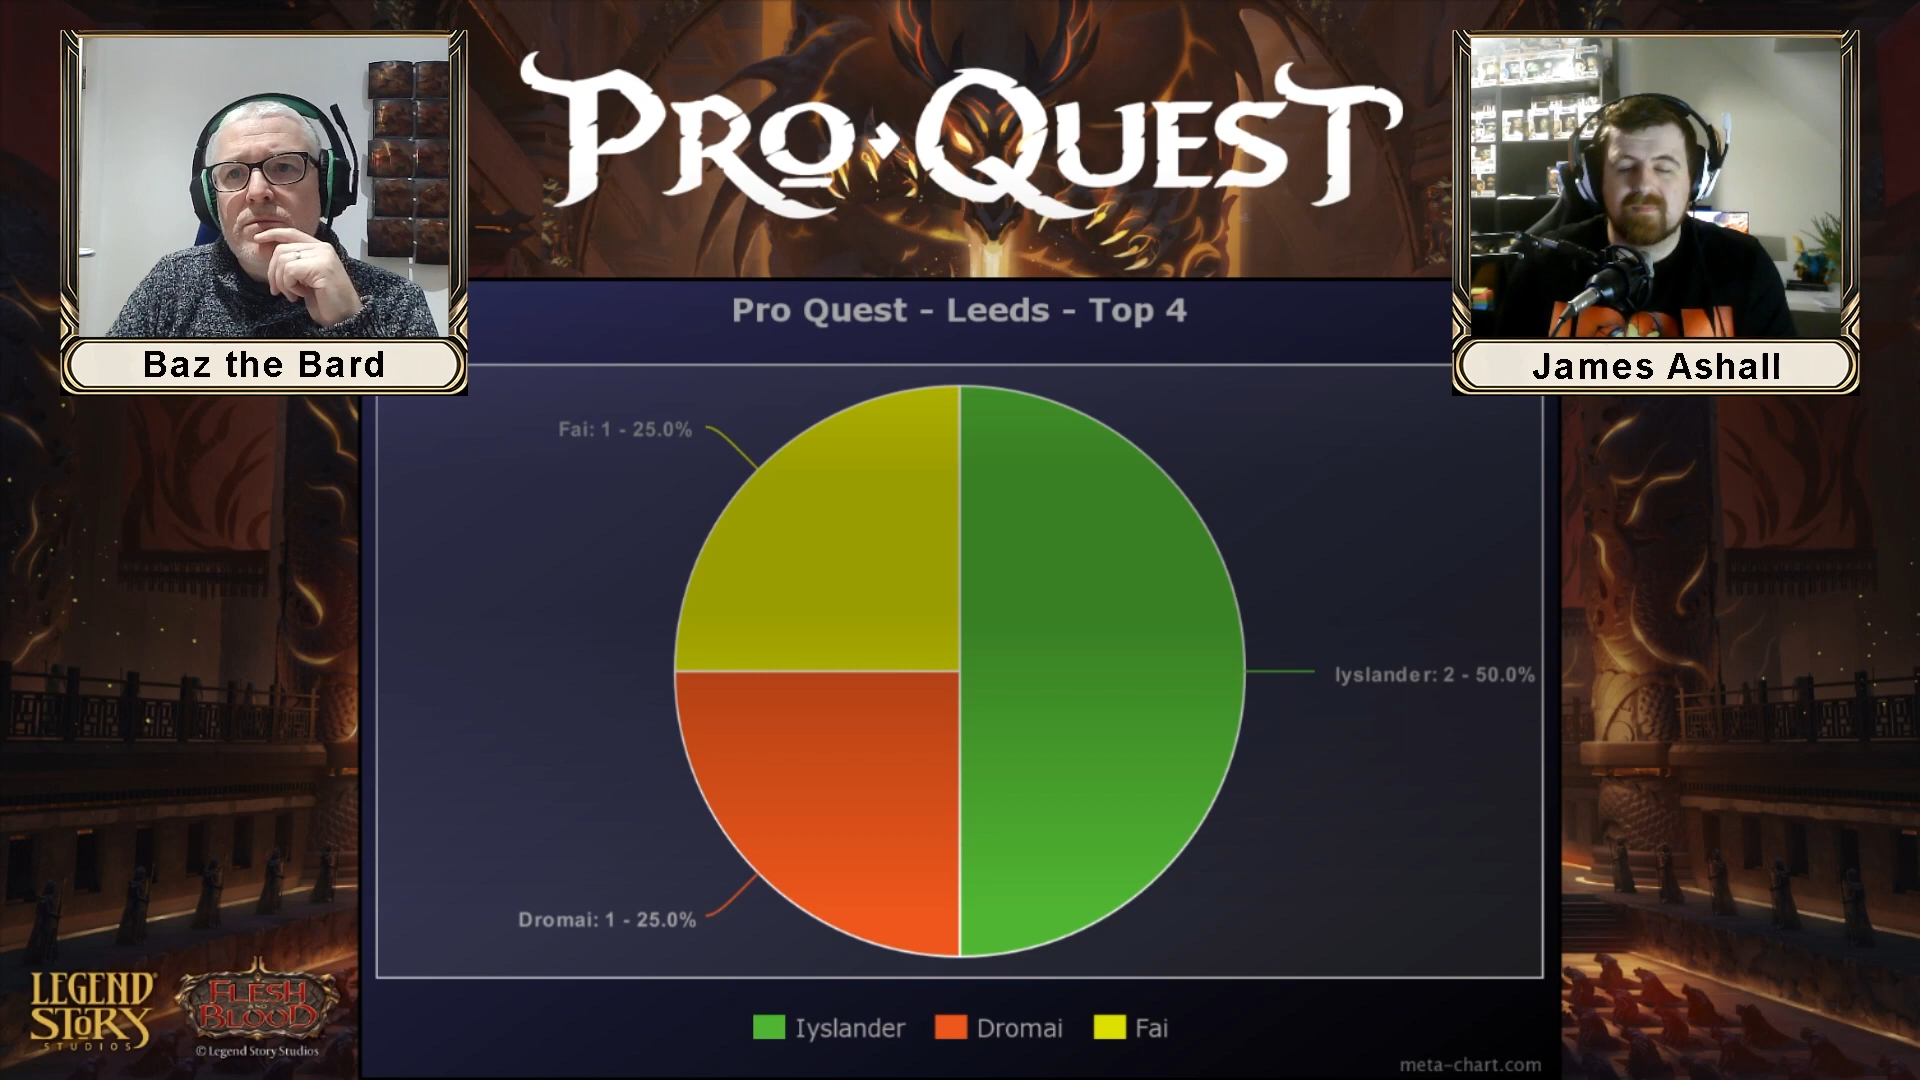 PRO QUEST
Baz the Bard
James Ashall
Pro Quest - Leeds - Top 4
Fai: 1 - 25.0%
Iyslander: 2 - 50.0%
Dromai: 1 - 25.0%
Iyslander
Dromai
Fai
meta-chart.com
LEGEND
STORY
STUDIOS
FLESH
AND
BLOOD
© Legend Story Studios